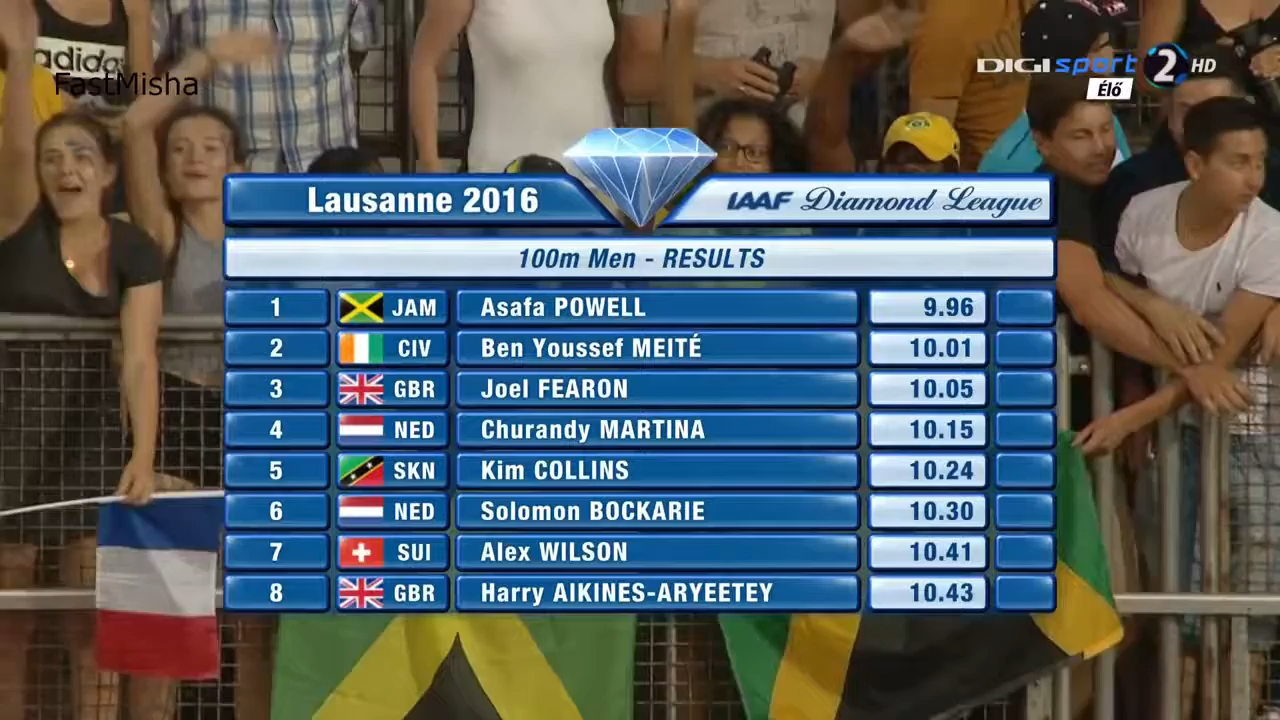 adidas
FastMisha
DIGI sport 2 HD
Élő
Lausanne 2016
IAAF Diamond League
100m Men - RESULTS
1 JAM Asafa POWELL 9.96
2 CIV Ben Youssef MEITÉ 10.01
3 GBR Joel FEARON 10.05
4 NED Churandy MARTINA 10.15
5 SKN Kim COLLINS 10.24
6 NED Solomon BOCKARIE 10.30
7 SUI Alex WILSON 10.41
8 GBR Harry AIKINES-ARYEETEY 10.43